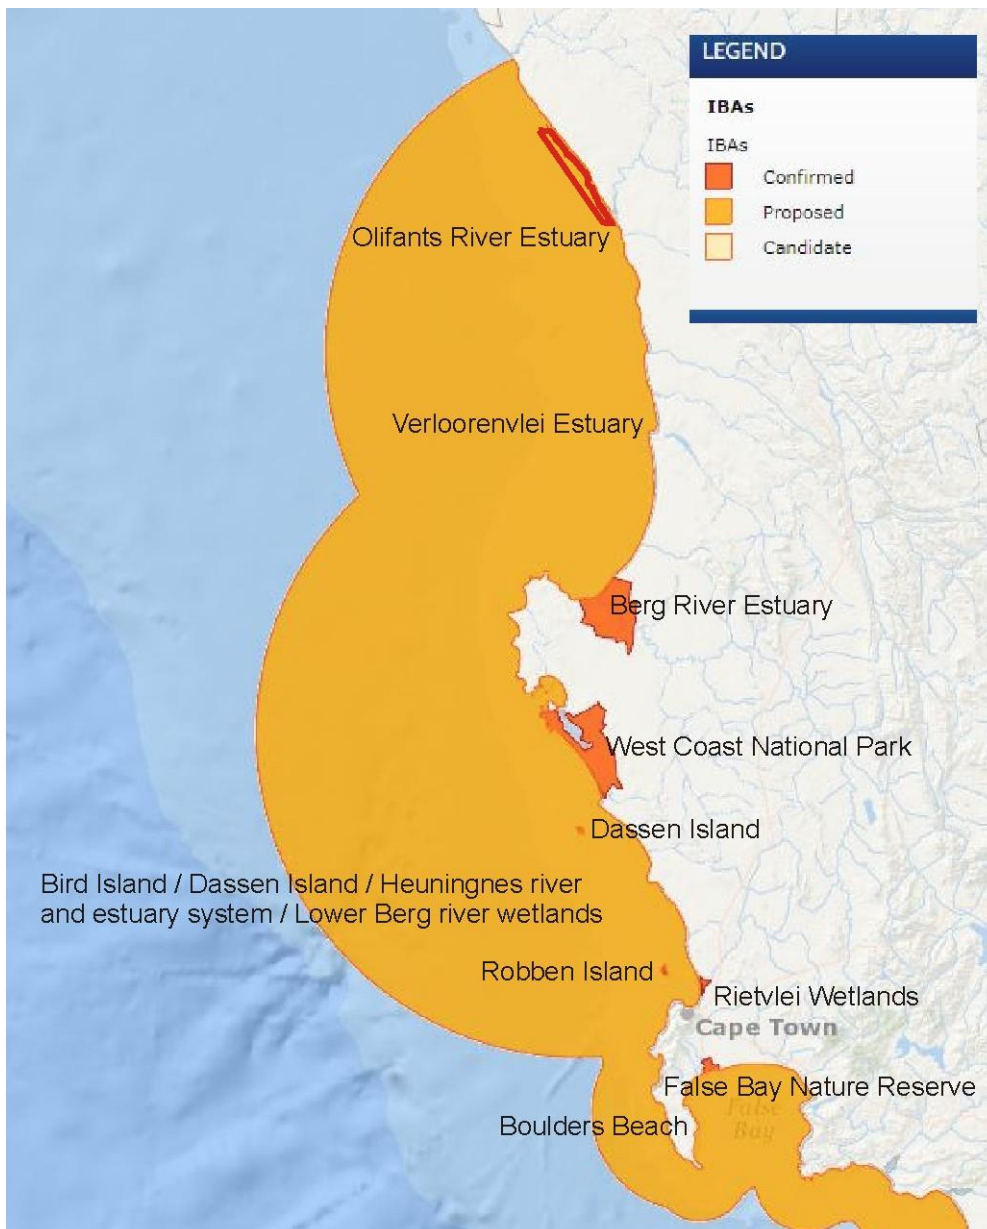 LEGEND
IBAs
IBAs
Confirmed
Proposed
Candidate
Olifants River Estuary
Verloorenvlei Estuary
Berg River Estuary
West Coast National Park
Dassen Island
Bird Island / Dassen Island / Heuningnes river
and estuary system / Lower Berg river wetlands
Robben Island
Rietvlei Wetlands
Cape Town
False Bay Nature Reserve
False
Bay
Boulders Beach